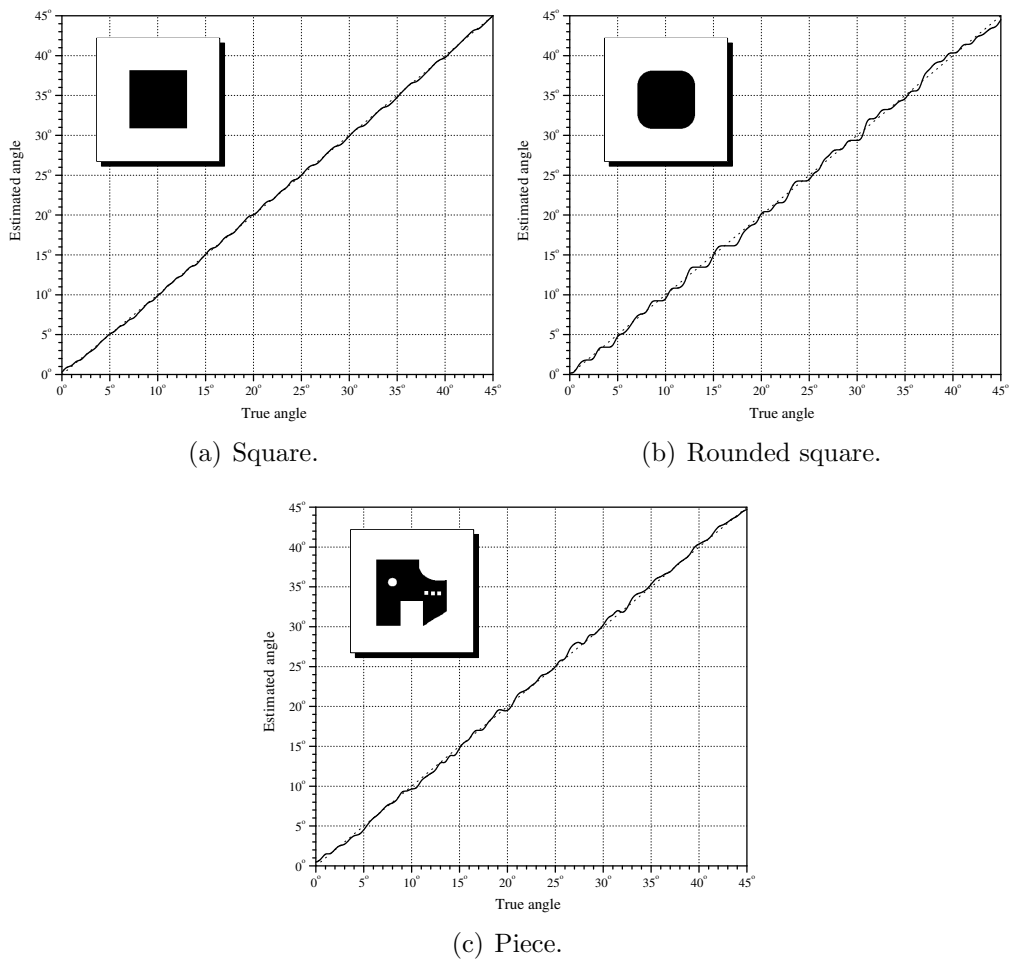 45° 45°
40° 40°
35° 35°
30° 30°
25° 25°
20° 20°
15° 15°
10° 10°
5° 5°
0° 0°
Estimated angle Estimated angle
0° 5° 10° 15° 20° 25° 30° 35° 40° 45° 0° 5° 10° 15° 20° 25° 30° 35° 40° 45°
True angle True angle
(a) Square. (b) Rounded square.
45°
40°
35°
30°
25°
20°
15°
10°
5°
0°
Estimated angle
0° 5° 10° 15° 20° 25° 30° 35° 40° 45°
True angle
(c) Piece.